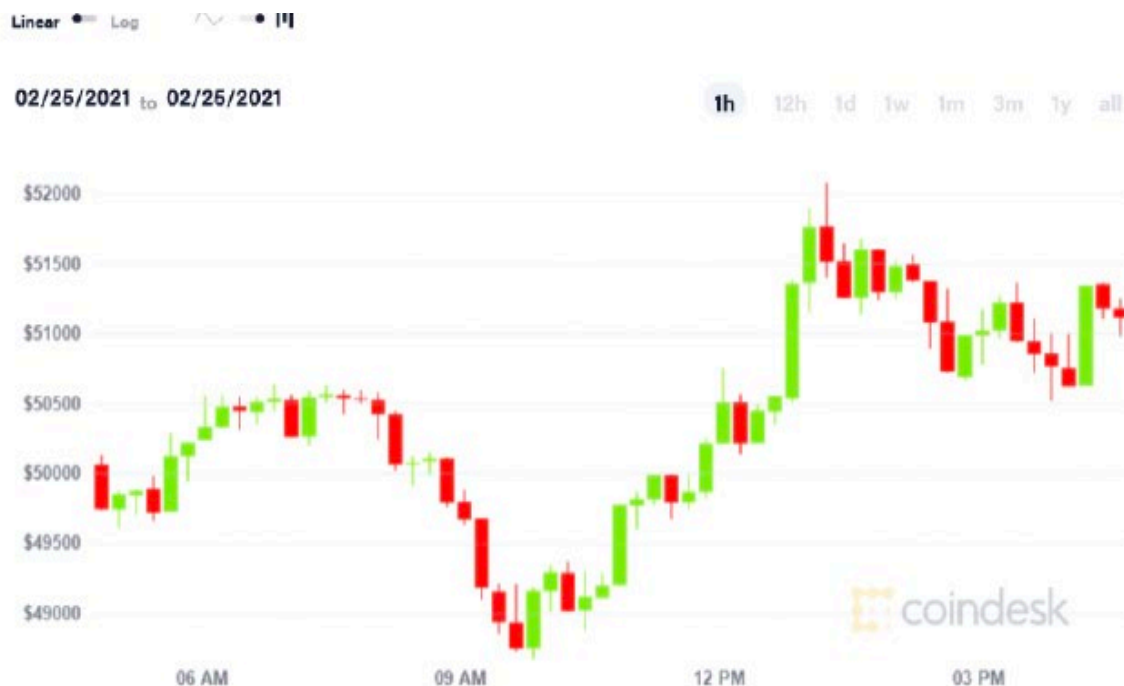 Linear Log
02/25/2021 to 02/25/2021
1h 12h 1d 1w 1m 3m 1y all
$52000
$51500
$51000
$50500
$50000
$49500
$49000
coindesk
06 AM 09 AM 12 PM 03 PM